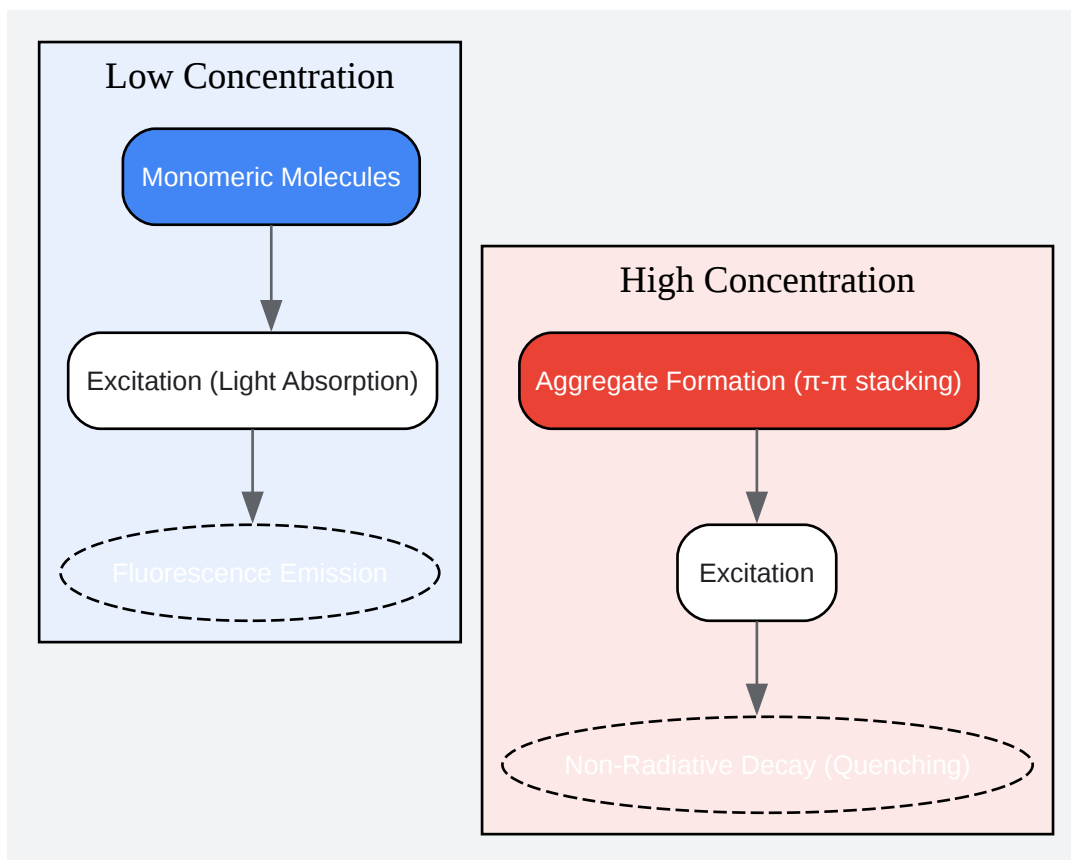 Low Concentration
Monomeric Molecules
Excitation (Light Absorption)
Fluorescence Emission
High Concentration
Aggregate Formation (π-π stacking)
Excitation
Non-Radiative Decay (Quenching)